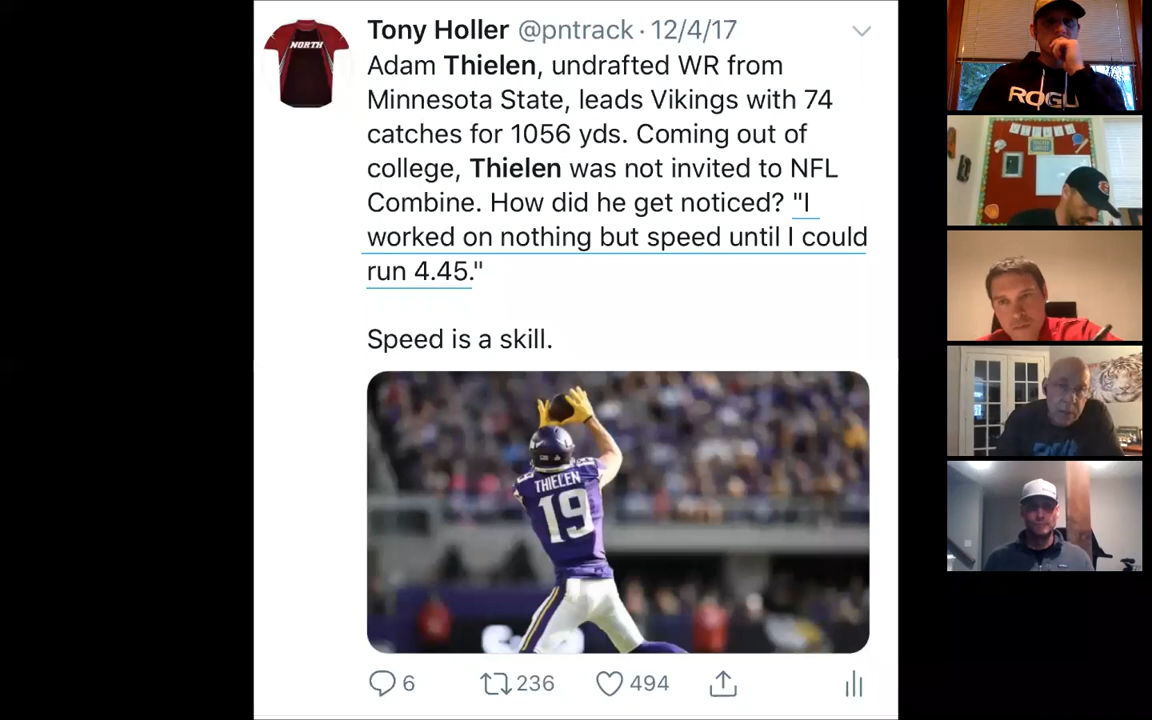 Tony Holler @pntrack · 12/4/17
Adam Thielen, undrafted WR from
Minnesota State, leads Vikings with 74
catches for 1056 yds. Coming out of
college, Thielen was not invited to NFL
Combine. How did he get noticed? "I
worked on nothing but speed until I could
run 4.45."
Speed is a skill.
NORTH
THIELEN
19
6 236 494
ROGU